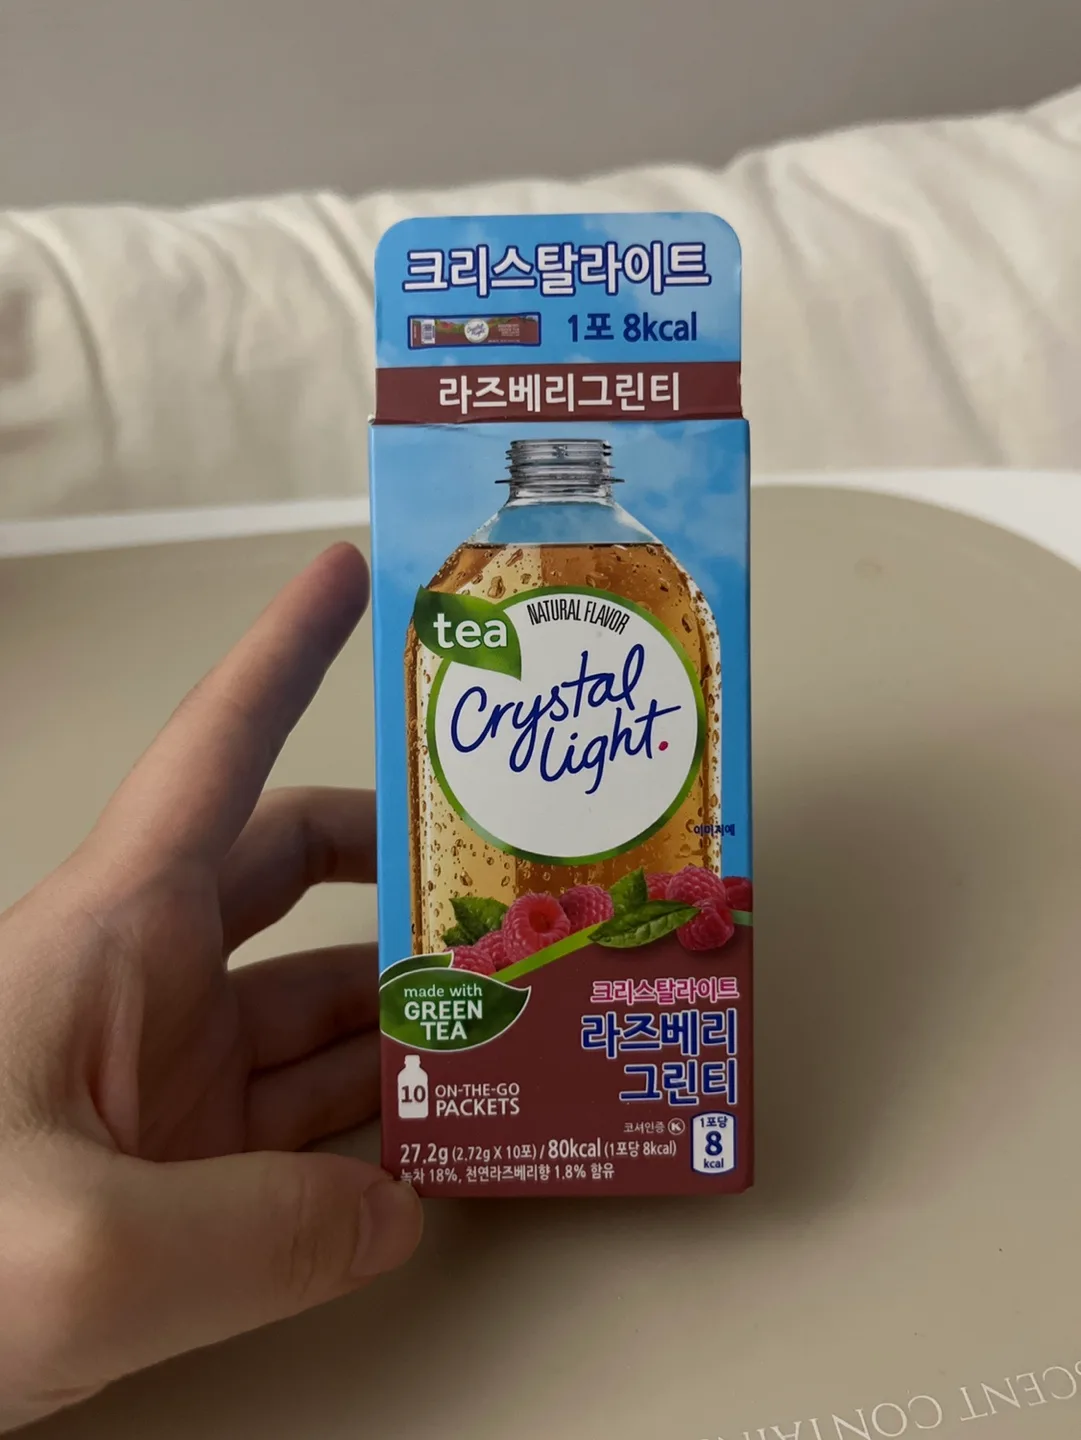 크리스탈라이트
1포 8kcal
라즈베리그린티
tea
NATURAL FLAVOR
Crystal
Light.
이미지예
made with
GREEN
TEA
크리스탈라이트
라즈베리
그린티
10 ON-THE-GO
PACKETS
코셔인증 K
1포당
8
kcal
27.2g (2.72g X 10포) / 80kcal (1포당 8kcal)
녹차 18%, 천연라즈베리향 1.8% 함유
SCENT CONTAIN